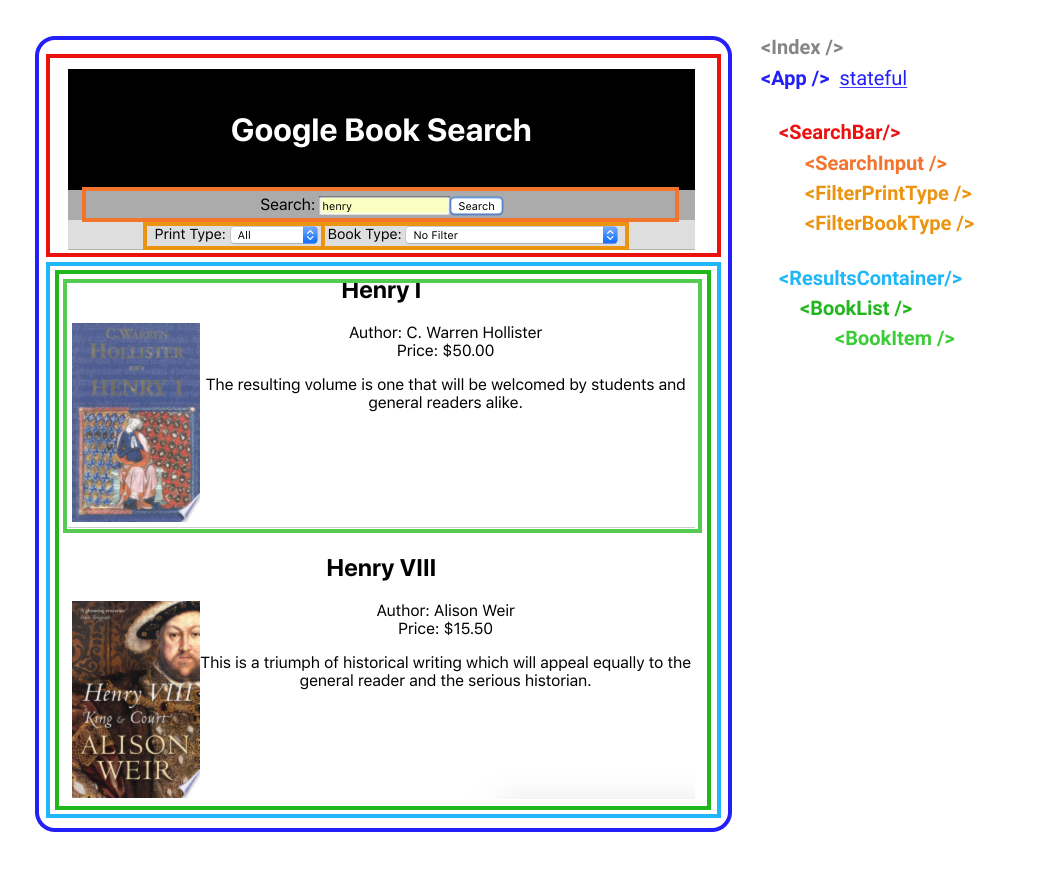 Google Book Search
Search: henry Search
Print Type: All Book Type: No Filter
Henry I
C. WARREN
HOLLISTER
HENRY I
Author: C. Warren Hollister
Price: $50.00
The resulting volume is one that will be welcomed by students and
general readers alike.
Henry VIII
Henry VIII
King & Court
ALISON
WEIR
Author: Alison Weir
Price: $15.50
This is a triumph of historical writing which will appeal equally to the
general reader and the serious historian.
<Index />
<App /> stateful
<SearchBar/>
<SearchInput />
<FilterPrintType />
<FilterBookType />
<ResultsContainer/>
<BookList />
<BookItem />